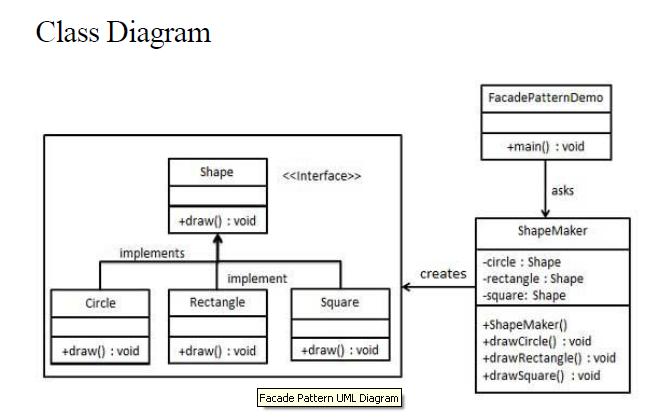 Class Diagram
FacadePatternDemo
+main() : void
asks
Shape
<<Interface>>
+draw() : void
implements
implement
Circle
+draw() : void
Rectangle
+draw() : void
Square
+draw() : void
creates
ShapeMaker
-circle : Shape
-rectangle : Shape
-square: Shape
+ShapeMaker()
+drawCircle() : void
+drawRectangle() : void
+drawSquare() : void
Facade Pattern UML Diagram